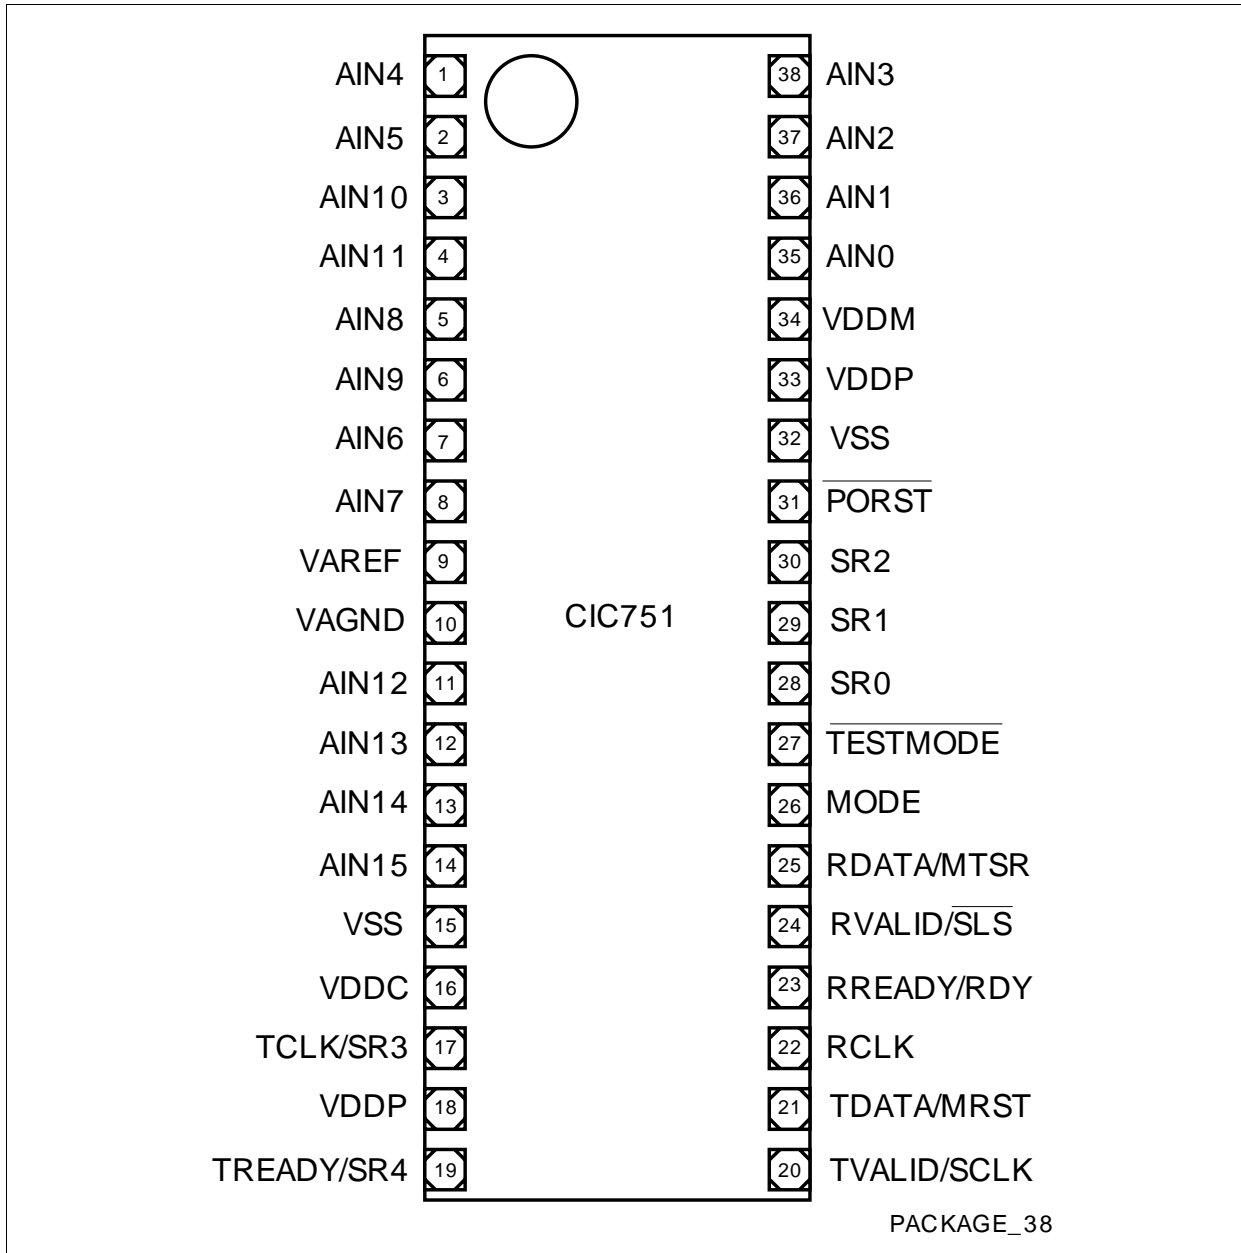 AIN4 1 38 AIN3
AIN5 2 37 AIN2
AIN10 3 36 AIN1
AIN11 4 35 AIN0
AIN8 5 34 VDDM
AIN9 6 33 VDDP
AIN6 7 32 VSS
AIN7 8 31 PORST
VAREF 9 30 SR2
VAGND 10 CIC751 29 SR1
AIN12 11 28 SR0
AIN13 12 27 TESTMODE
AIN14 13 26 MODE
AIN15 14 25 RDATA/MTSR
VSS 15 24 RVALID/SLS
VDDC 16 23 RREADY/RDY
TCLK/SR3 17 22 RCLK
VDDP 18 21 TDATA/MRST
TREADY/SR4 19 20 TVALID/SCLK
PACKAGE_38